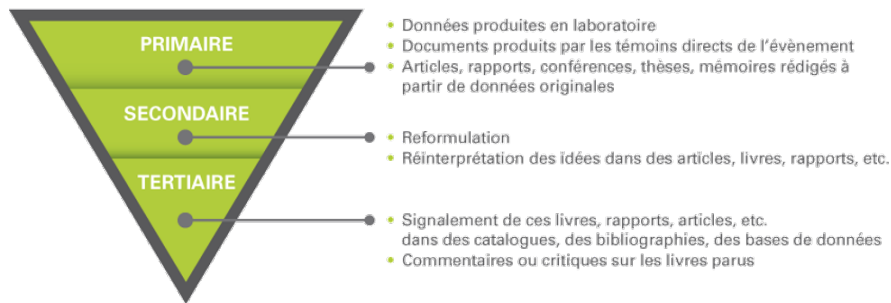 PRIMAIRE
• Données produites en laboratoire
• Documents produits par les témoins directs de l'évènement
• Articles, rapports, conférences, thèses, mémoires rédigés à
partir de données originales
SECONDAIRE
• Reformulation
• Réinterprétation des idées dans des articles, livres, rapports, etc.
TERTIAIRE
• Signalement de ces livres, rapports, articles, etc.
dans des catalogues, des bibliographies, des bases de données
• Commentaires ou critiques sur les livres parus